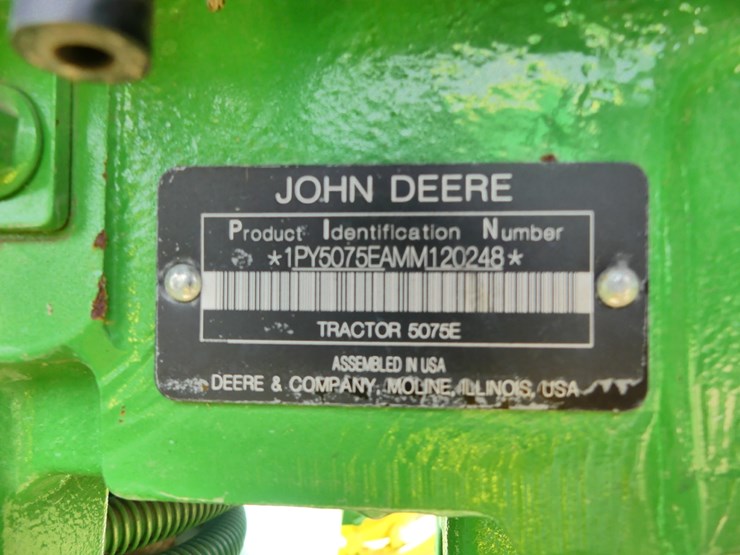 JOHN DEERE
Product Identification Number
*1PY5075EAMM120248*
TRACTOR 5075E
ASSEMBLED IN USA
DEERE & COMPANY MOLINE, ILLINOIS, USA